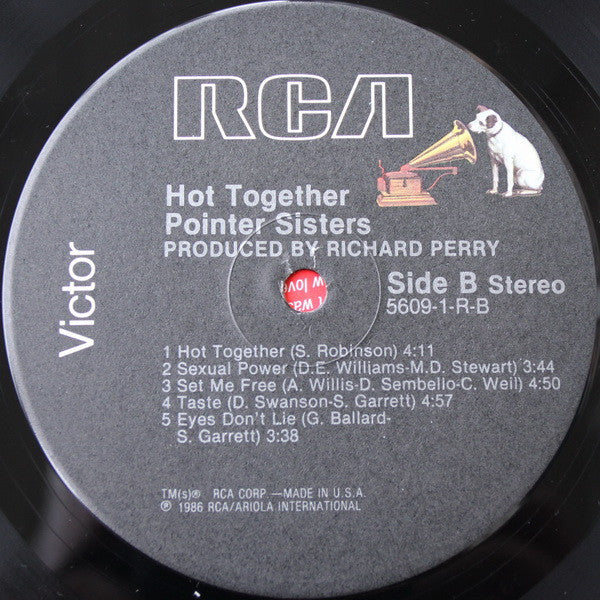 RCA
Hot Together
Pointer Sisters
PRODUCED BY RICHARD PERRY
Victor
Side B Stereo
5609-1-R-B
1 Hot Together (S. Robinson) 4:11
2 Sexual Power (D.E. Williams-M.D. Stewart) 3:44
3 Set Me Free (A. Willis-D. Sembello-C. Weil) 4:50
4 Taste (D. Swanson-S. Garrett) 4:57
5 Eyes Don't Lie (G. Ballard-
S. Garrett) 3:38
TM(s)® RCA CORP.—MADE IN U.S.A.
℗ 1986 RCA/ARIOLA INTERNATIONAL